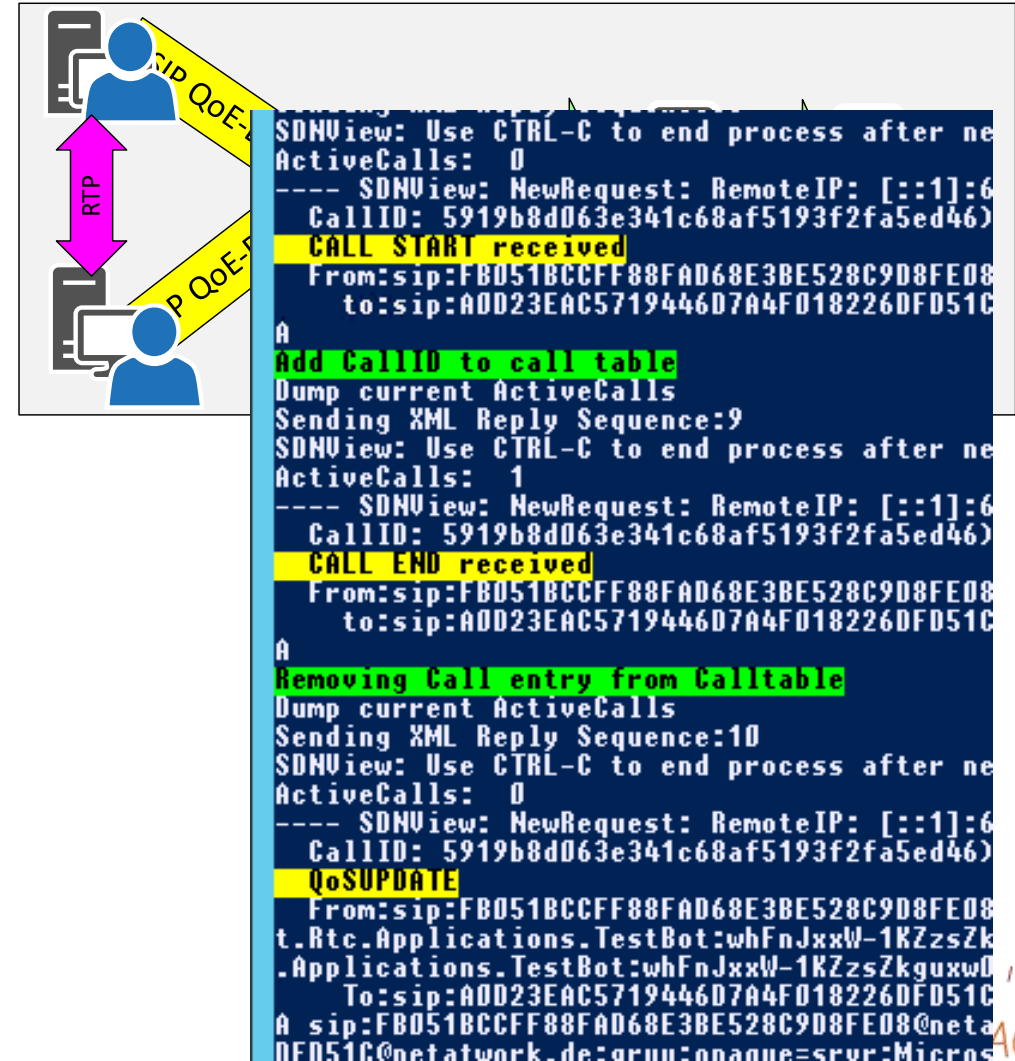 SIP QoE-
RTP
P QoE-
SDNView: Use CTRL-C to end process after ne
ActiveCalls: 0
---- SDNView: NewRequest: RemoteIP: [::1]:6
CallID: 5919b8d063e341c68af5193f2fa5ed46)
CALL START received
From:sip:FB051BCCFF88FAD68E3BE528C9D8FE08
to:sip:A0D23EAC5719446D7A4F018226DFD51C
A
Add CallID to call table
Dump current ActiveCalls
Sending XML Reply Sequence:9
SDNView: Use CTRL-C to end process after ne
ActiveCalls: 1
---- SDNView: NewRequest: RemoteIP: [::1]:6
CallID: 5919b8d063e341c68af5193f2fa5ed46)
CALL END received
From:sip:FB051BCCFF88FAD68E3BE528C9D8FE08
to:sip:A0D23EAC5719446D7A4F018226DFD51C
A
Removing Call entry from Calltable
Dump current ActiveCalls
Sending XML Reply Sequence:10
SDNView: Use CTRL-C to end process after ne
ActiveCalls: 0
---- SDNView: NewRequest: RemoteIP: [::1]:6
CallID: 5919b8d063e341c68af5193f2fa5ed46)
QoSUPDATE
From:sip:FB051BCCFF88FAD68E3BE528C9D8FE08
t.Rtc.Applications.TestBot:whFnJxxW-1KZzsZk
.Applications.TestBot:whFnJxxW-1KZzsZkguxw0
To:sip:A0D23EAC5719446D7A4F018226DFD51C
A sip:FB051BCCFF88FAD68E3BE528C9D8FE08@neta
DFD51C@netatwork.de;gruu;opaque=srvr:Micros